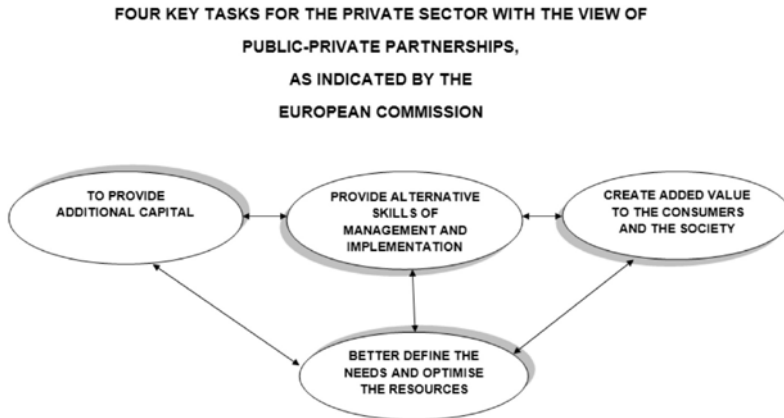 FOUR KEY TASKS FOR THE PRIVATE SECTOR WITH THE VIEW OF
PUBLIC-PRIVATE PARTNERSHIPS,
AS INDICATED BY THE
EUROPEAN COMMISSION
TO PROVIDE
ADDITIONAL CAPITAL
PROVIDE ALTERNATIVE
SKILLS OF
MANAGEMENT AND
IMPLEMENTATION
CREATE ADDED VALUE
TO THE CONSUMERS
AND THE SOCIETY
BETTER DEFINE THE
NEEDS AND OPTIMISE
THE RESOURCES